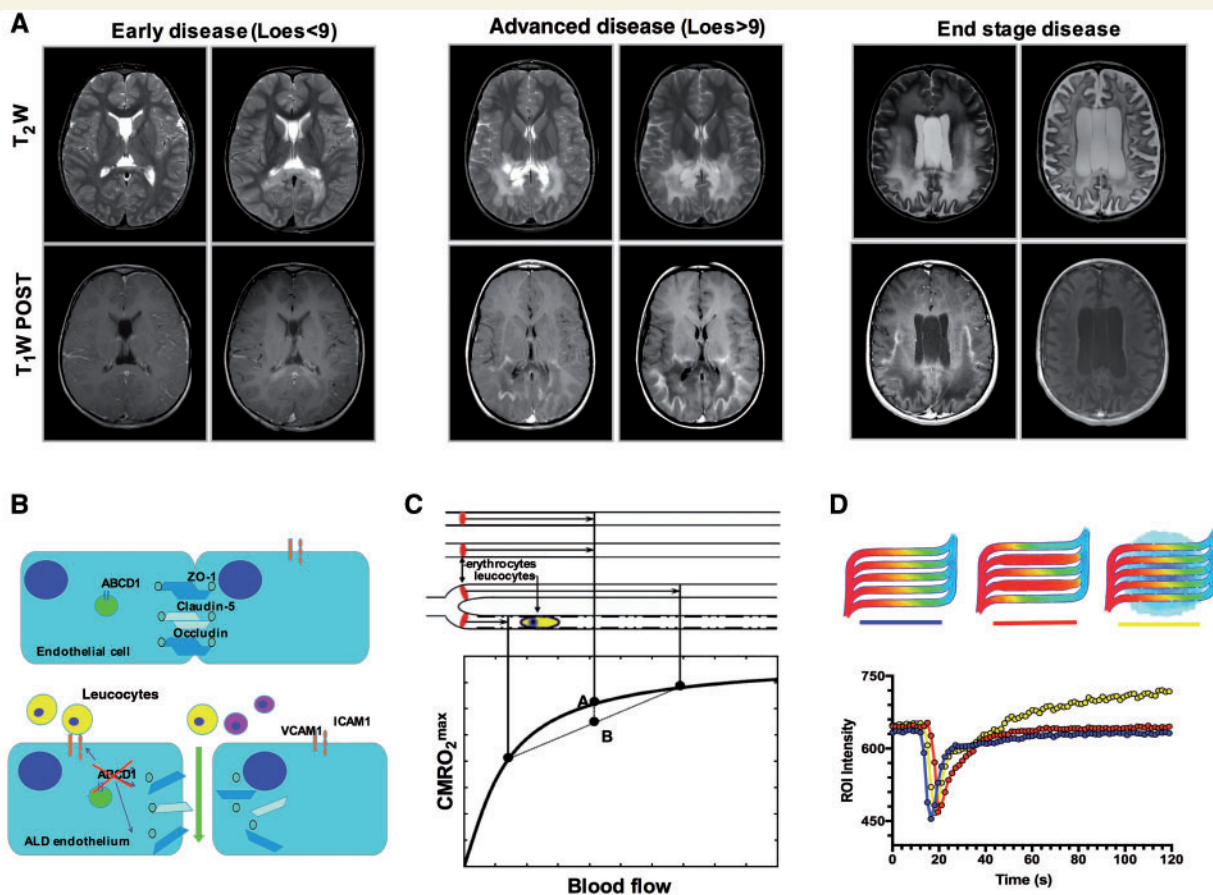 A
Early disease (Loes<9)
Advanced disease (Loes>9)
End stage disease
T₂W
T₁W POST
B
ABCD1
ZO-1
Claudin-5
Occludin
Endothelial cell
Leucocytes
VCAM1
ICAM1
ABCD1
ALD endothelium
C
erythrocytes
leucocytes
A
B
CMRO₂ᵐᵃˣ
Blood flow
D
750
600
450
ROI Intensity
0 20 40 60 80 100 120
Time (s)